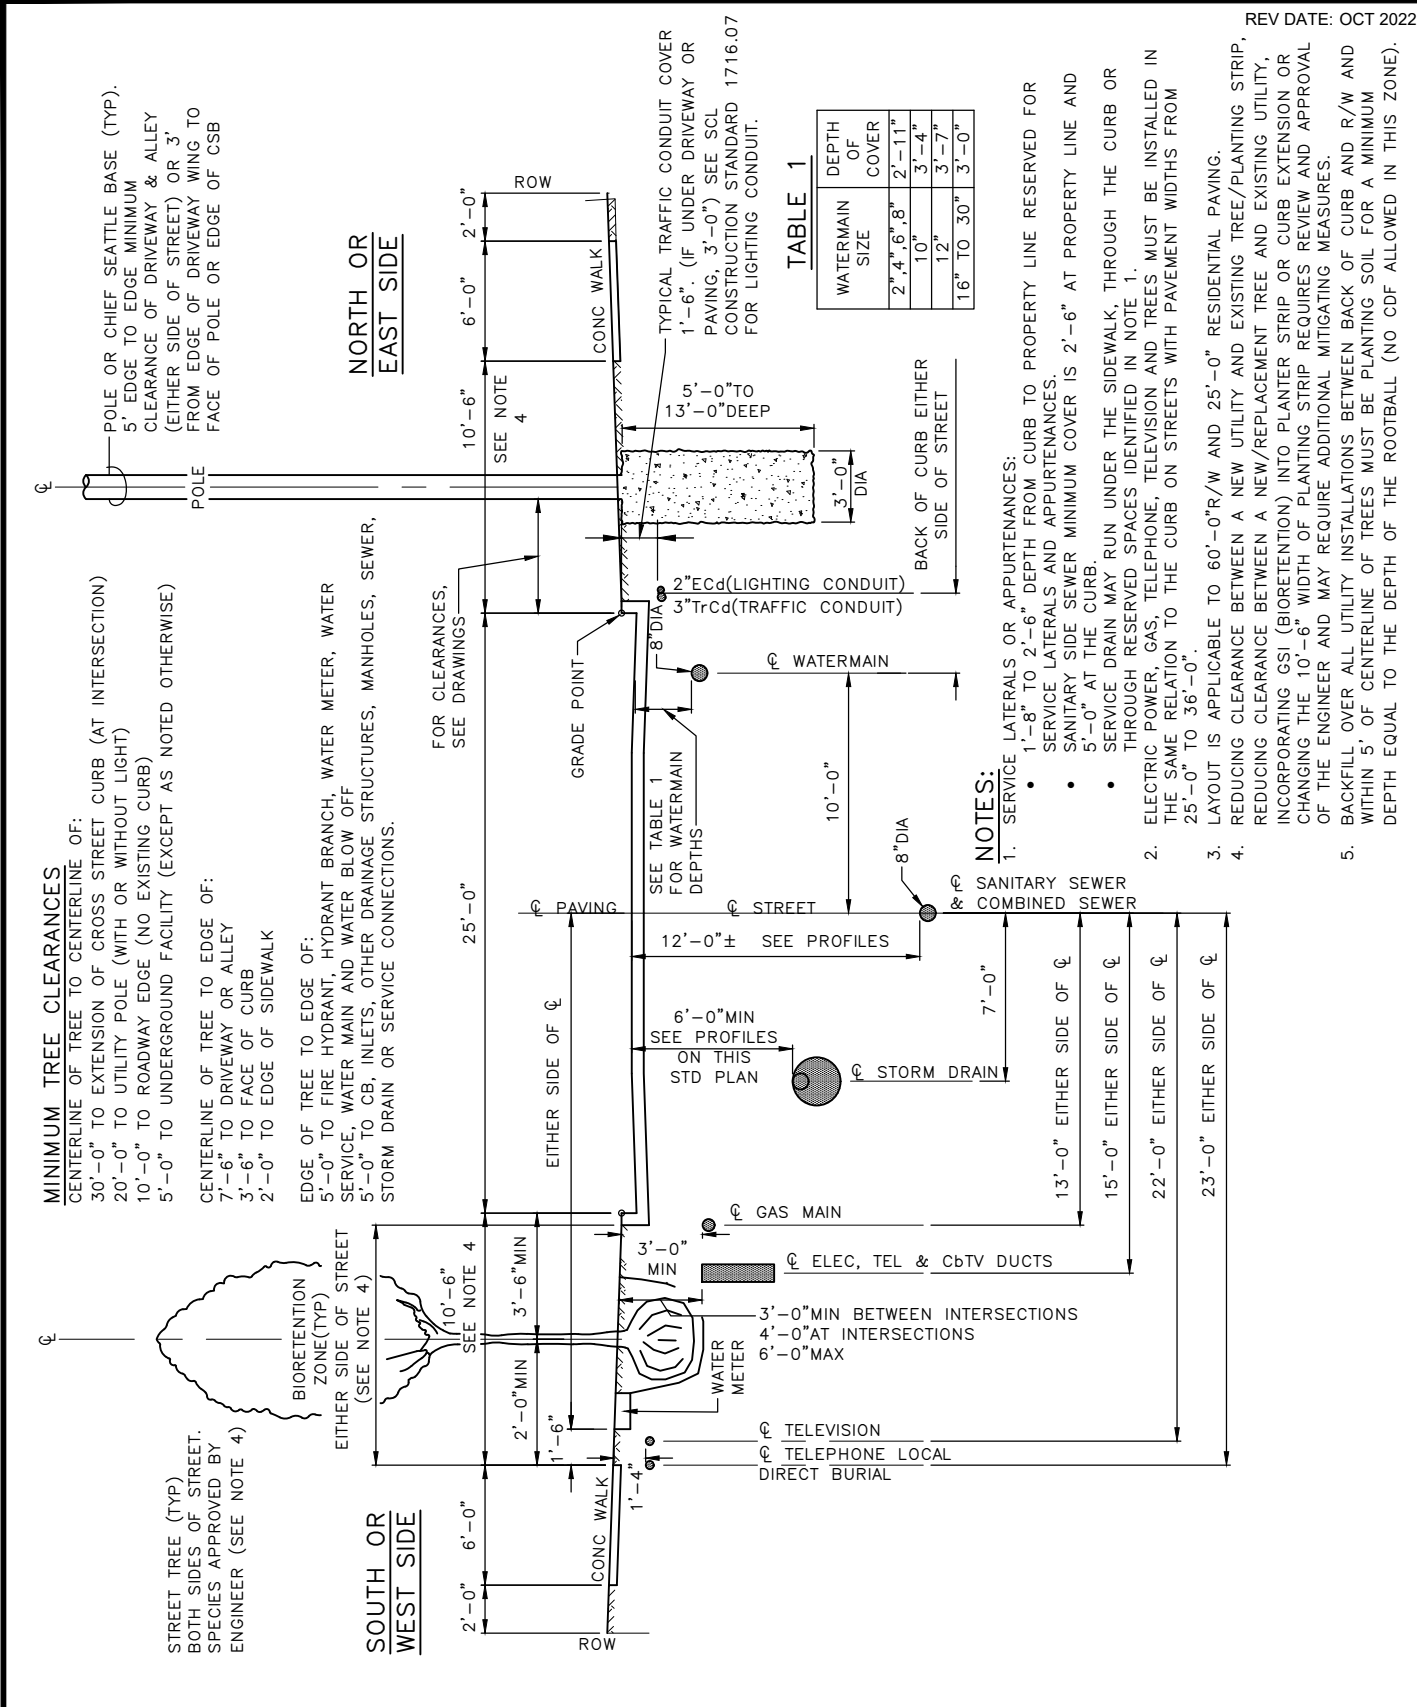 REV DATE: OCT 2022
MINIMUM TREE CLEARANCES
CENTERLINE OF TREE TO CENTERLINE OF:
30'-0" TO EXTENSION OF CROSS STREET CURB (AT INTERSECTION)
20'-0" TO UTILITY POLE (WITH OR WITHOUT LIGHT)
10'-0" TO ROADWAY EDGE (NO EXISTING CURB)
5'-0" TO UNDERGROUND FACILITY (EXCEPT AS NOTED OTHERWISE)
CENTERLINE OF TREE TO EDGE OF:
7'-6" TO DRIVEWAY OR ALLEY
3'-6" TO FACE OF CURB
2'-0" TO EDGE OF SIDEWALK
EDGE OF TREE TO EDGE OF:
5'-0" TO FIRE HYDRANT, HYDRANT BRANCH, WATER METER, WATER
SERVICE, WATER MAIN AND WATER BLOW OFF
5'-0" TO CB, INLETS, OTHER DRAINAGE STRUCTURES, MANHOLES, SEWER,
STORM DRAIN OR SERVICE CONNECTIONS.
POLE OR CHIEF SEATTLE BASE (TYP).
5' EDGE TO EDGE MINIMUM
CLEARANCE OF DRIVEWAY & ALLEY
(EITHER SIDE OF STREET) OR 3'
FROM EDGE OF DRIVEWAY WING TO
FACE OF POLE OR EDGE OF CSB
℄
℄
POLE
STREET TREE (TYP)
BOTH SIDES OF STREET.
SPECIES APPROVED BY
ENGINEER (SEE NOTE 4)
BIORETENTION
ZONE(TYP)
EITHER SIDE OF STREET
(SEE NOTE 4)
SOUTH OR
WEST SIDE
NORTH OR
EAST SIDE
2'-0"
6'-0"
10'-6"
SEE NOTE 4
25'-0"
10'-6"
SEE NOTE
4
6'-0"
2'-0"
ROW
ROW
2'-0"MIN
3'-6"MIN
1'-6"
1'-4"
CONC WALK
CONC WALK
FOR CLEARANCES,
SEE DRAWINGS
GRADE POINT
EITHER SIDE OF ℄
℄ PAVING
℄ STREET
TYPICAL TRAFFIC CONDUIT COVER
1'-6". (IF UNDER DRIVEWAY OR
PAVING, 3'-0") SEE SCL
CONSTRUCTION STANDARD 1716.07
FOR LIGHTING CONDUIT.
5'-0"TO
13'-0"DEEP
3'-0"
DIA
2"ECd(LIGHTING CONDUIT)
3"TrCd(TRAFFIC CONDUIT)
BACK OF CURB EITHER
SIDE OF STREET
8"DIA
℄ WATERMAIN
SEE TABLE 1
FOR WATERMAIN
DEPTHS
10'-0"
12'-0"± SEE PROFILES
8"DIA
℄ SANITARY SEWER
& COMBINED SEWER
6'-0"MIN
SEE PROFILES
ON THIS
STD PLAN
℄ STORM DRAIN
7'-0"
3'-0"
MIN
℄ GAS MAIN
℄ ELEC, TEL & CbTV DUCTS
3'-0"MIN BETWEEN INTERSECTIONS
4'-0"AT INTERSECTIONS
6'-0"MAX
WATER
METER
℄ TELEVISION
℄ TELEPHONE LOCAL
DIRECT BURIAL
13'-0" EITHER SIDE OF ℄
15'-0" EITHER SIDE OF ℄
22'-0" EITHER SIDE OF ℄
23'-0" EITHER SIDE OF ℄
TABLE 1
WATERMAIN SIZE DEPTH OF COVER
2",4",6",8" 2'-11"
10" 3'-4"
12" 3'-7"
16" TO 30" 3'-0"
NOTES:
1. SERVICE LATERALS OR APPURTENANCES:
• 1'-8" TO 2'-6" DEPTH FROM CURB TO PROPERTY LINE RESERVED FOR
SERVICE LATERALS AND APPURTENANCES.
• SANITARY SIDE SEWER MINIMUM COVER IS 2'-6" AT PROPERTY LINE AND
5'-0" AT THE CURB.
• SERVICE DRAIN MAY RUN UNDER THE SIDEWALK, THROUGH THE CURB OR
THROUGH RESERVED SPACES IDENTIFIED IN NOTE 1.
2. ELECTRIC POWER, GAS, TELEPHONE, TELEVISION AND TREES MUST BE INSTALLED IN
THE SAME RELATION TO THE CURB ON STREETS WITH PAVEMENT WIDTHS FROM
25'-0" TO 36'-0".
3. LAYOUT IS APPLICABLE TO 60'-0"R/W AND 25'-0" RESIDENTIAL PAVING.
4. REDUCING CLEARANCE BETWEEN A NEW UTILITY AND EXISTING TREE/PLANTING STRIP,
REDUCING CLEARANCE BETWEEN A NEW/REPLACEMENT TREE AND EXISTING UTILITY,
INCORPORATING GSI (BIORETENTION) INTO PLANTER STRIP OR CURB EXTENSION OR
CHANGING THE 10'-6" WIDTH OF PLANTING STRIP REQUIRES REVIEW AND APPROVAL
OF THE ENGINEER AND MAY REQUIRE ADDITIONAL MITIGATING MEASURES.
5. BACKFILL OVER ALL UTILITY INSTALLATIONS BETWEEN BACK OF CURB AND R/W AND
WITHIN 5' OF CENTERLINE OF TREES MUST BE PLANTING SOIL FOR A MINIMUM
DEPTH EQUAL TO THE DEPTH OF THE ROOTBALL (NO CDF ALLOWED IN THIS ZONE).